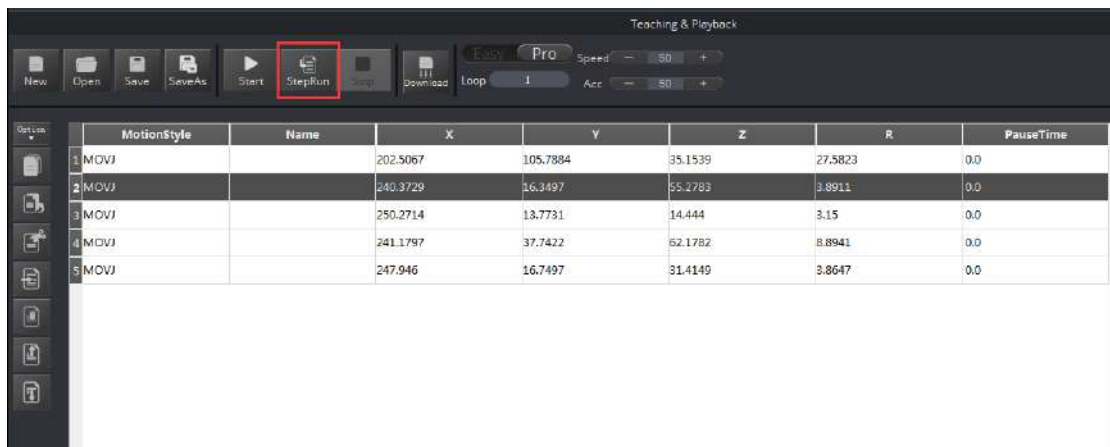 Teaching & Playback
New Open Save SaveAs Start StepRun Stop Download
Easy Pro Speed − 50 +
Loop 1 Acc − 50 +
Option
MotionStyle Name X Y Z R PauseTime
1 MOVJ 202.5067 105.7884 35.1539 27.5823 0.0
2 MOVJ 240.3729 16.3497 55.2783 3.8911 0.0
3 MOVJ 250.2714 13.7731 14.444 3.15 0.0
4 MOVJ 241.1797 37.7422 62.1782 8.8941 0.0
5 MOVJ 247.946 16.7497 31.4149 3.8647 0.0